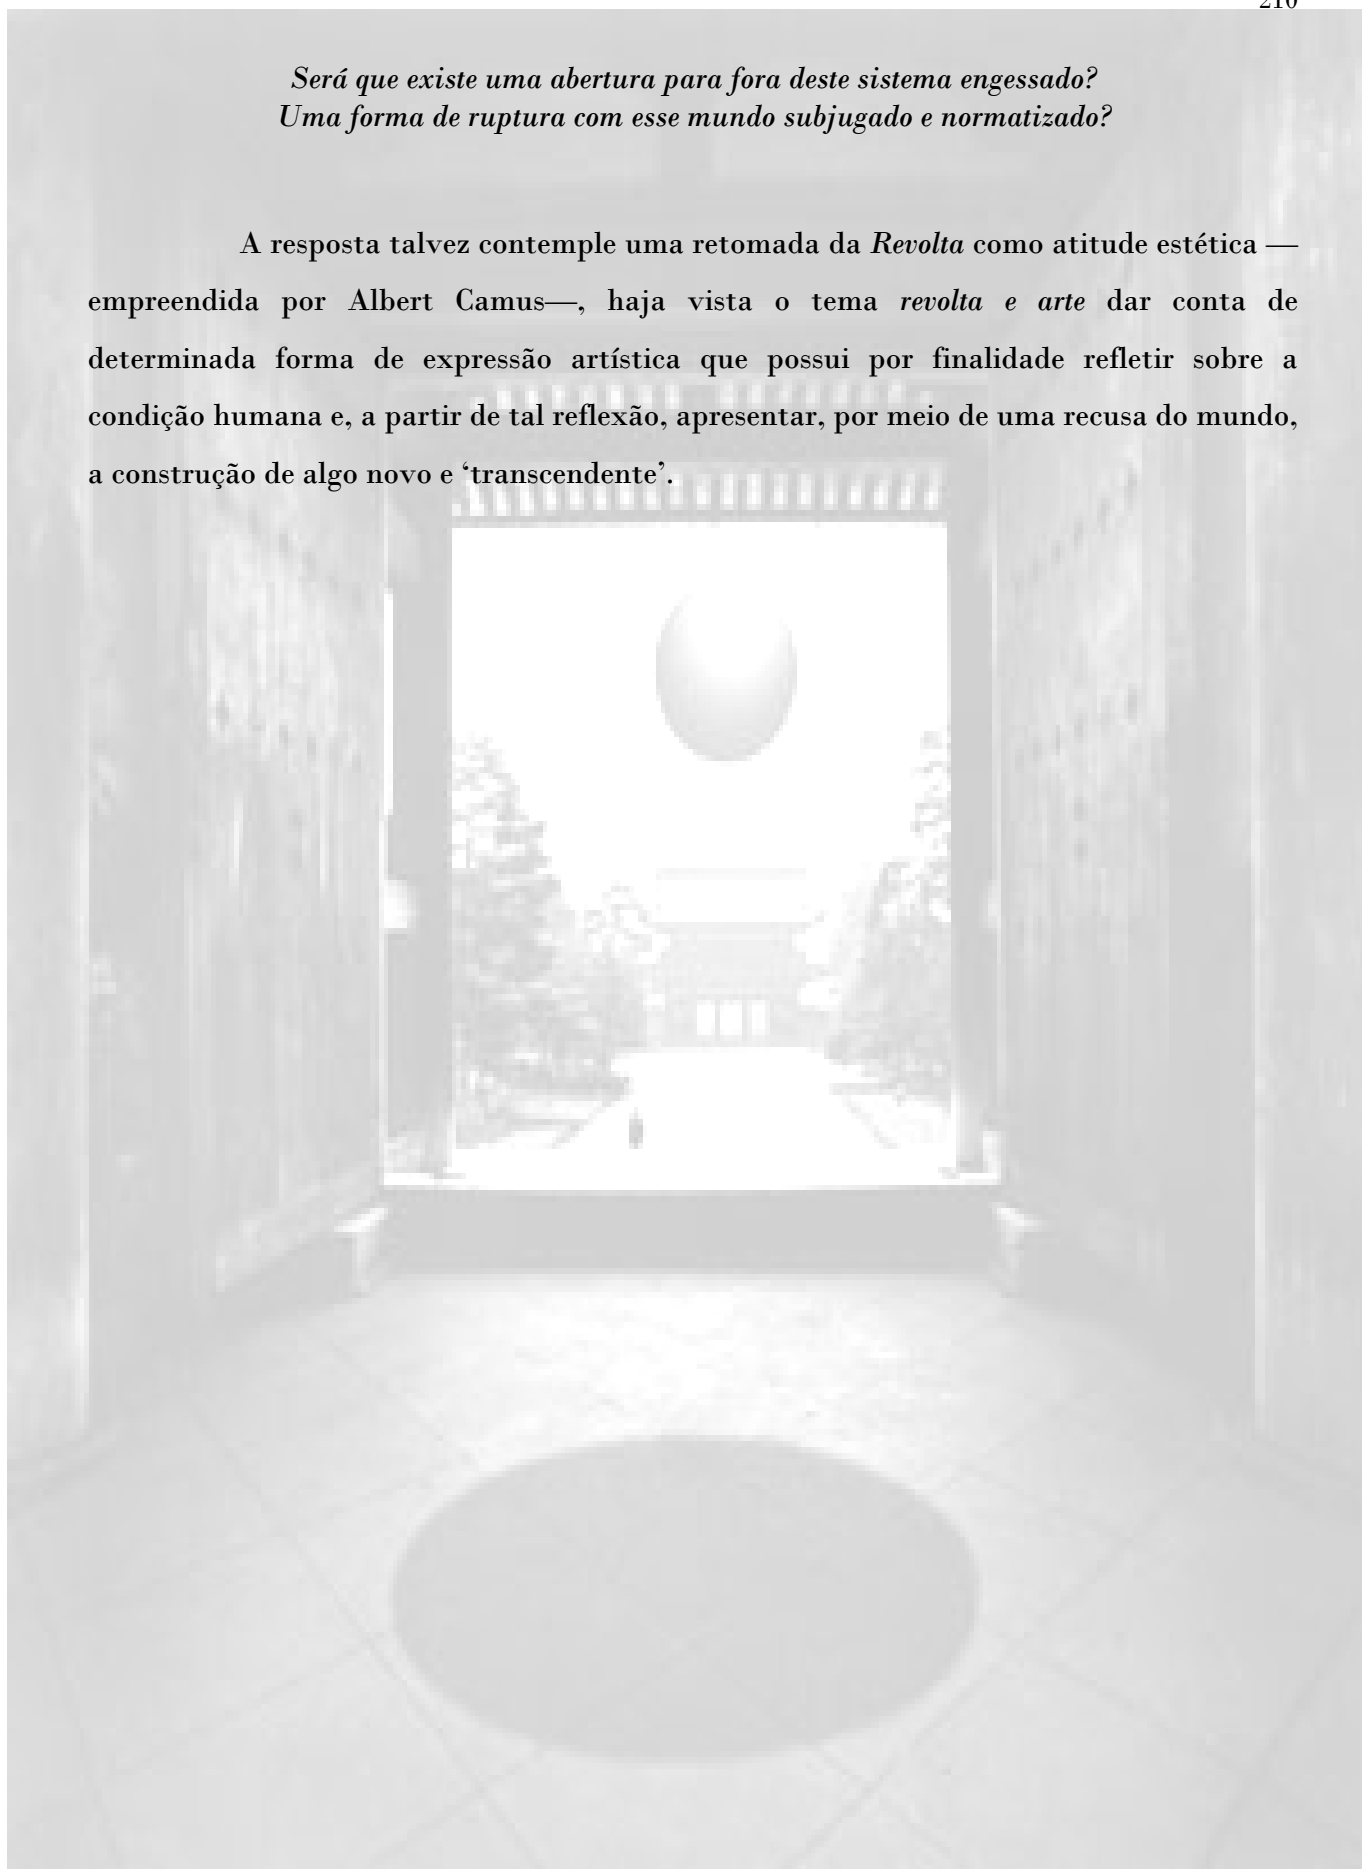 210
Será que existe uma abertura para fora deste sistema engessado?
Uma forma de ruptura com esse mundo subjugado e normatizado?
A resposta talvez contemple uma retomada da Revolta como atitude estética —
empreendida por Albert Camus—, haja vista o tema revolta e arte dar conta de
determinada forma de expressão artística que possui por finalidade refletir sobre a
condição humana e, a partir de tal reflexão, apresentar, por meio de uma recusa do mundo,
a construção de algo novo e ‘transcendente’.